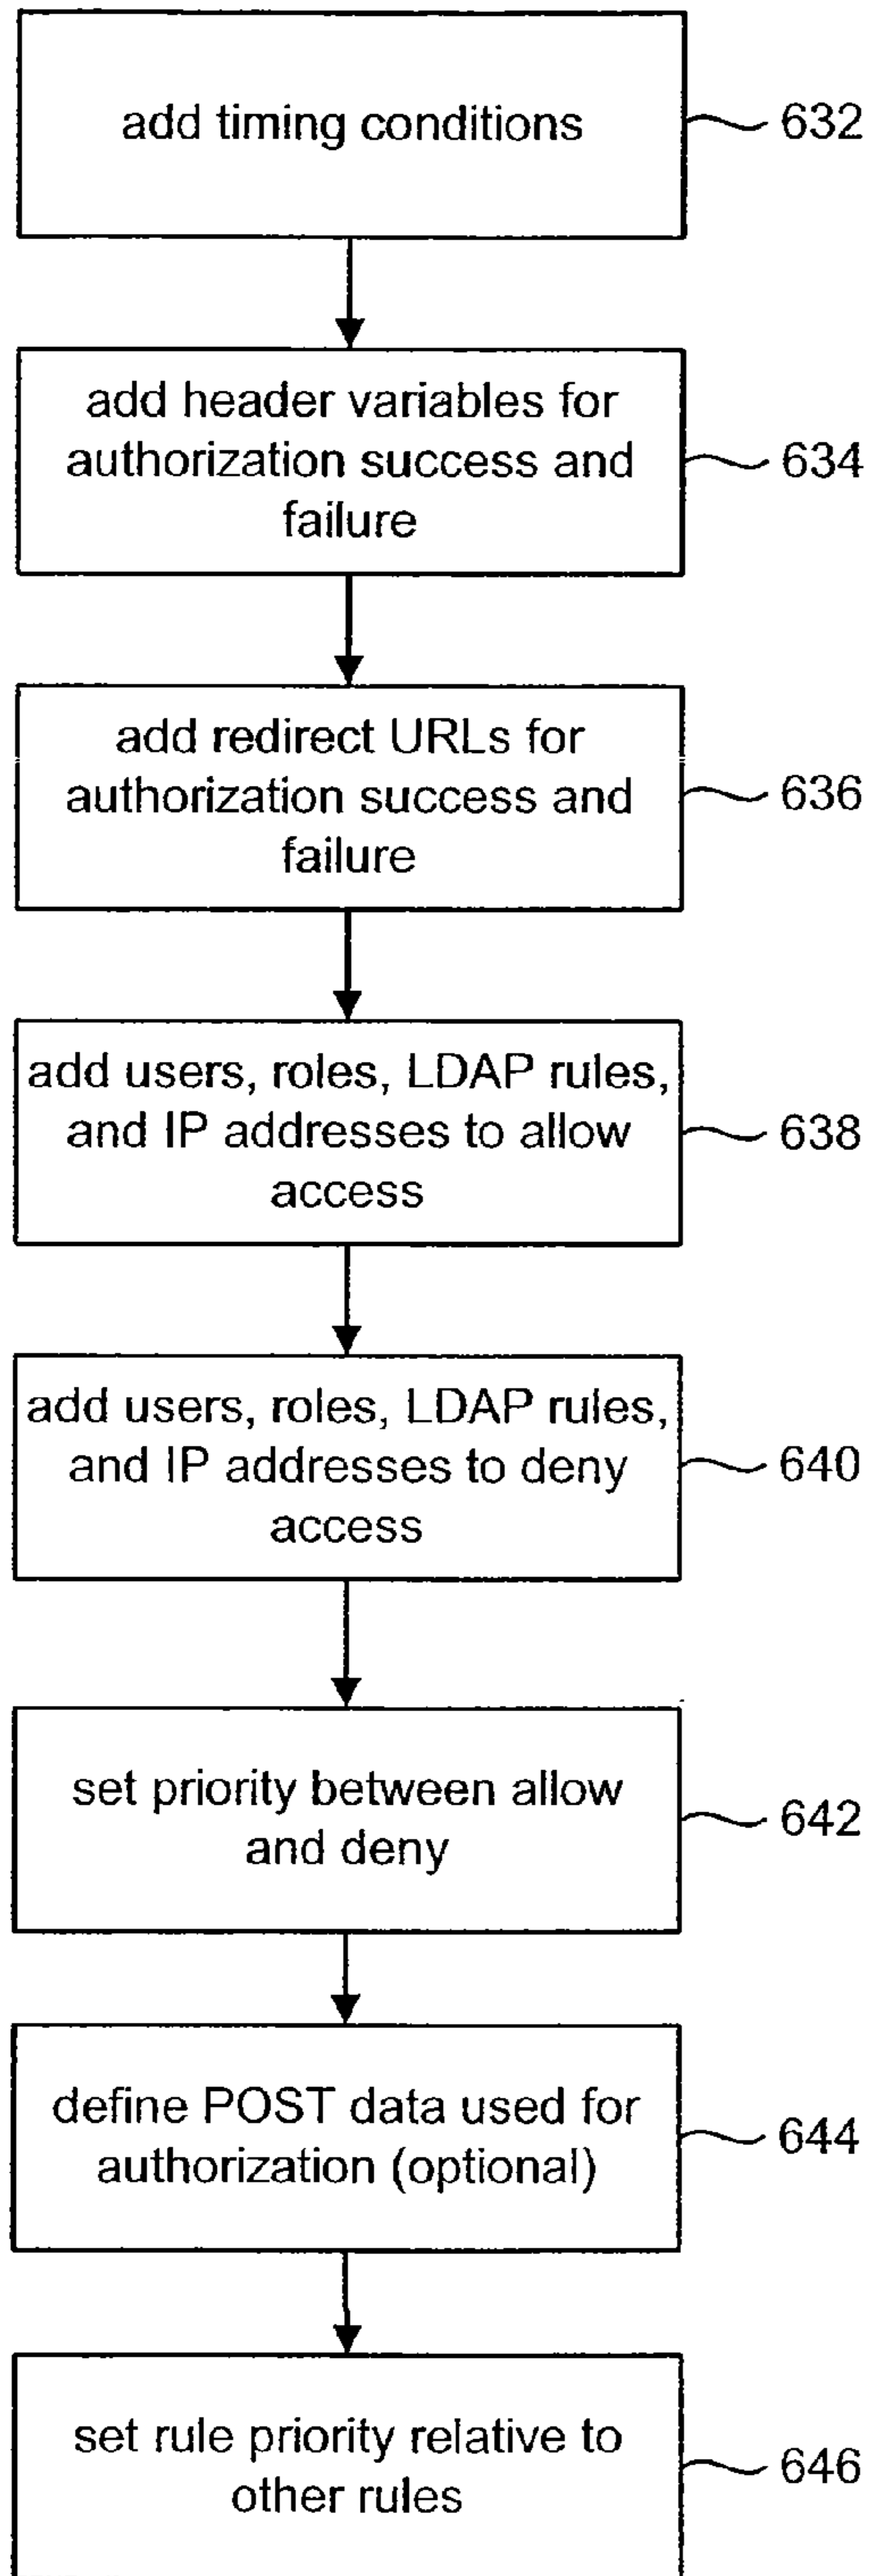 add timing conditions
632
add header variables for
authorization success and
failure
634
add redirect URLs for
authorization success and
failure
636
add users, roles, LDAP rules,
and IP addresses to allow
access
638
add users, roles, LDAP rules,
and IP addresses to deny
access
640
set priority between allow
and deny
642
define POST data used for
authorization (optional)
644
set rule priority relative to
other rules
646